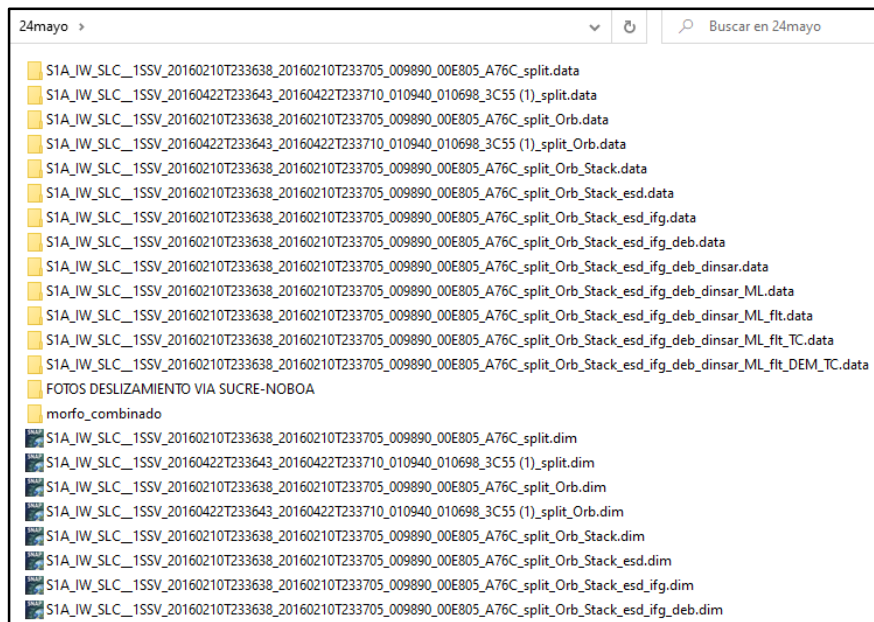 24mayo
Buscar en 24mayo
S1A_IW_SLC__1SSV_20160210T233638_20160210T233705_009890_00E805_A76C_split.data
S1A_IW_SLC__1SSV_20160422T233643_20160422T233710_010940_010698_3C55 (1)_split.data
S1A_IW_SLC__1SSV_20160210T233638_20160210T233705_009890_00E805_A76C_split_Orb.data
S1A_IW_SLC__1SSV_20160422T233643_20160422T233710_010940_010698_3C55 (1)_split_Orb.data
S1A_IW_SLC__1SSV_20160210T233638_20160210T233705_009890_00E805_A76C_split_Orb_Stack.data
S1A_IW_SLC__1SSV_20160210T233638_20160210T233705_009890_00E805_A76C_split_Orb_Stack_esd.data
S1A_IW_SLC__1SSV_20160210T233638_20160210T233705_009890_00E805_A76C_split_Orb_Stack_esd_ifg.data
S1A_IW_SLC__1SSV_20160210T233638_20160210T233705_009890_00E805_A76C_split_Orb_Stack_esd_ifg_deb.data
S1A_IW_SLC__1SSV_20160210T233638_20160210T233705_009890_00E805_A76C_split_Orb_Stack_esd_ifg_deb_dinsar.data
S1A_IW_SLC__1SSV_20160210T233638_20160210T233705_009890_00E805_A76C_split_Orb_Stack_esd_ifg_deb_dinsar_ML.data
S1A_IW_SLC__1SSV_20160210T233638_20160210T233705_009890_00E805_A76C_split_Orb_Stack_esd_ifg_deb_dinsar_ML_flt.data
S1A_IW_SLC__1SSV_20160210T233638_20160210T233705_009890_00E805_A76C_split_Orb_Stack_esd_ifg_deb_dinsar_ML_flt_TC.data
S1A_IW_SLC__1SSV_20160210T233638_20160210T233705_009890_00E805_A76C_split_Orb_Stack_esd_ifg_deb_dinsar_ML_flt_DEM_TC.data
FOTOS DESLIZAMIENTO VIA SUCRE-NOBOA
morfo_combinado
S1A_IW_SLC__1SSV_20160210T233638_20160210T233705_009890_00E805_A76C_split.dim
S1A_IW_SLC__1SSV_20160422T233643_20160422T233710_010940_010698_3C55 (1)_split.dim
S1A_IW_SLC__1SSV_20160210T233638_20160210T233705_009890_00E805_A76C_split_Orb.dim
S1A_IW_SLC__1SSV_20160422T233643_20160422T233710_010940_010698_3C55 (1)_split_Orb.dim
S1A_IW_SLC__1SSV_20160210T233638_20160210T233705_009890_00E805_A76C_split_Orb_Stack.dim
S1A_IW_SLC__1SSV_20160210T233638_20160210T233705_009890_00E805_A76C_split_Orb_Stack_esd.dim
S1A_IW_SLC__1SSV_20160210T233638_20160210T233705_009890_00E805_A76C_split_Orb_Stack_esd_ifg.dim
S1A_IW_SLC__1SSV_20160210T233638_20160210T233705_009890_00E805_A76C_split_Orb_Stack_esd_ifg_deb.dim